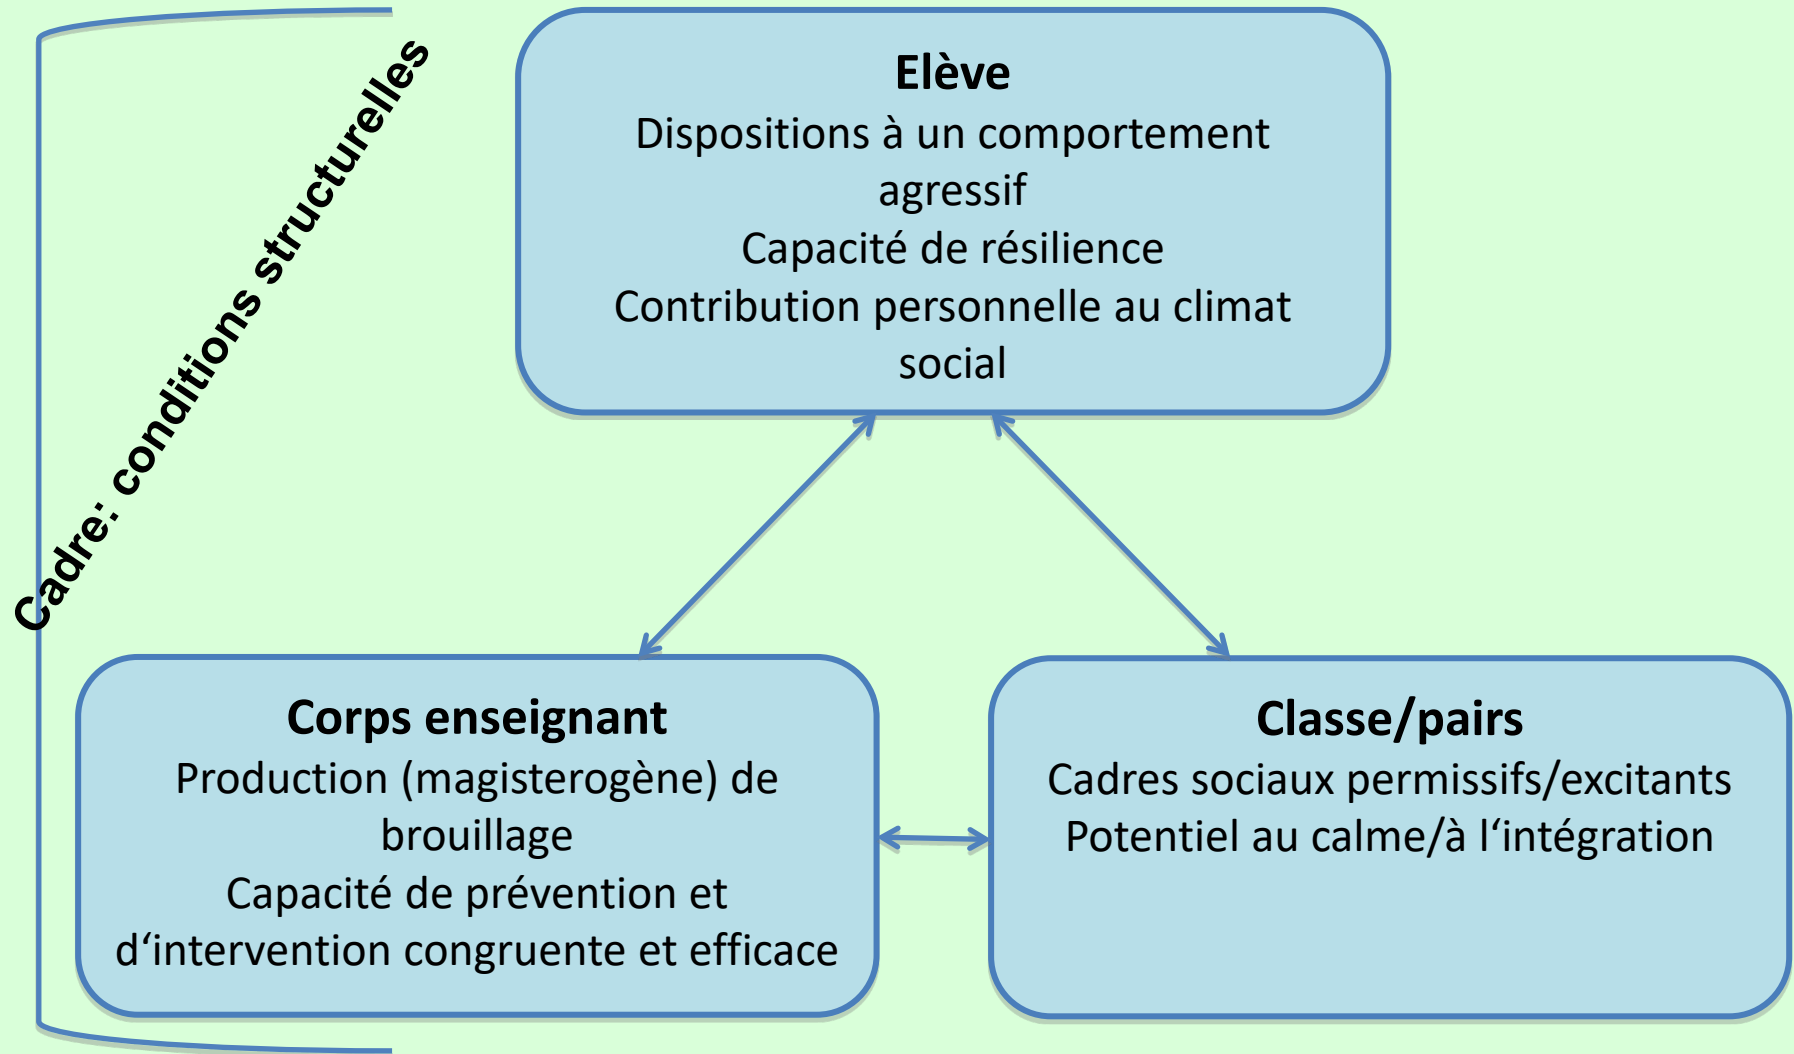 Cadre: conditions structurelles
Elève
Dispositions à un comportement
agressif
Capacité de résilience
Contribution personnelle au climat
social
Corps enseignant
Production (magisterogène) de
brouillage
Capacité de prévention et
d‘intervention congruente et efficace
Classe/pairs
Cadres sociaux permissifs/excitants
Potentiel au calme/à l‘intégration